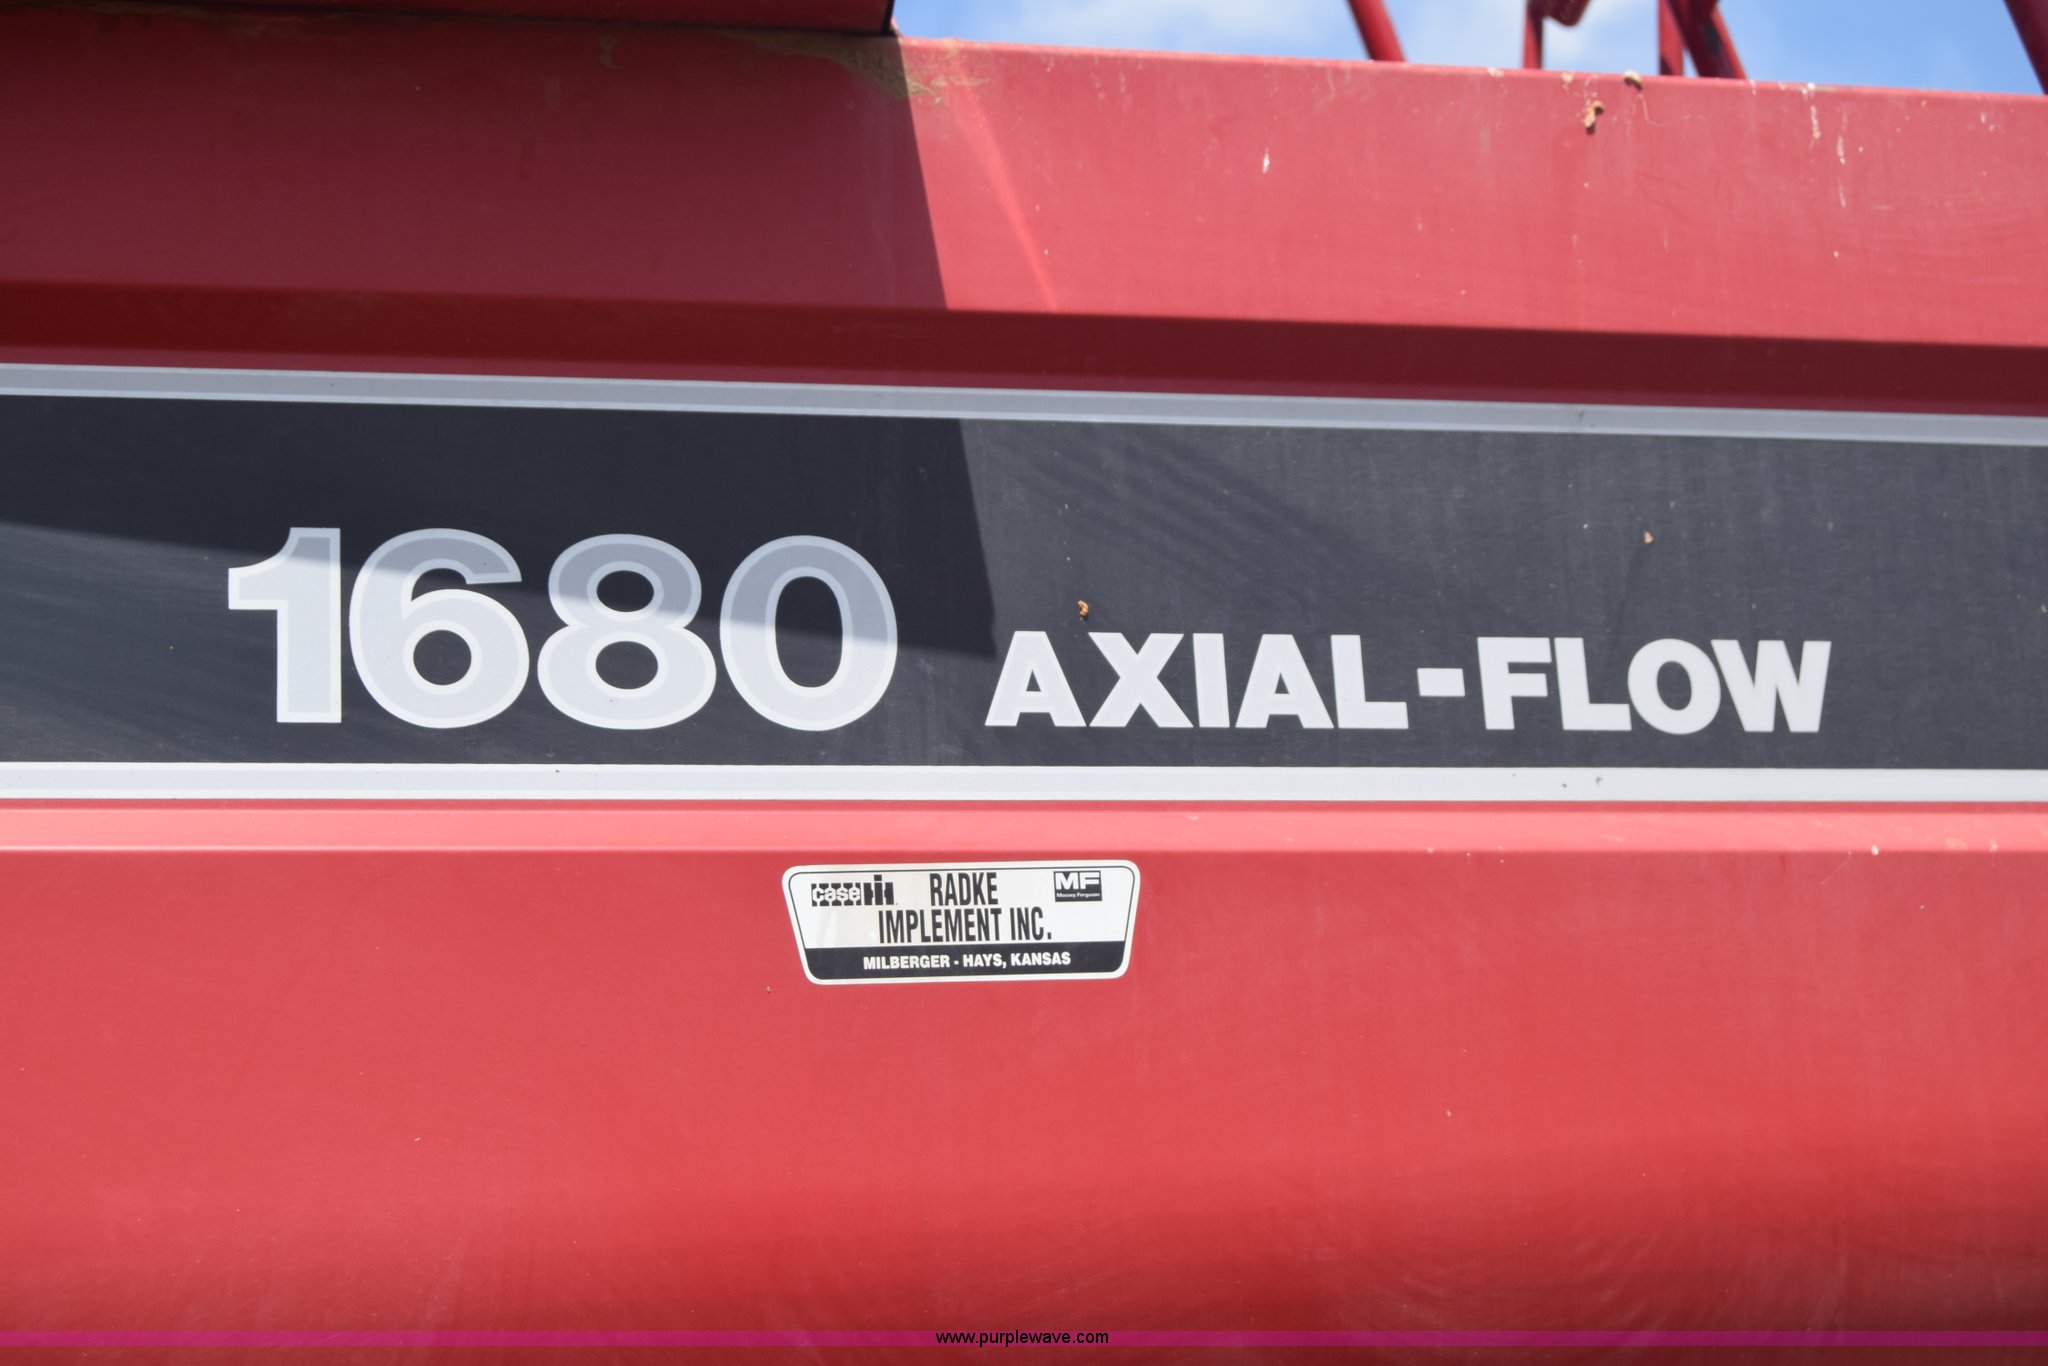 1680 AXIAL-FLOW
case IH RADKE MF
Massey Ferguson
IMPLEMENT INC.
MILBERGER - HAYS, KANSAS
www.purplewave.com